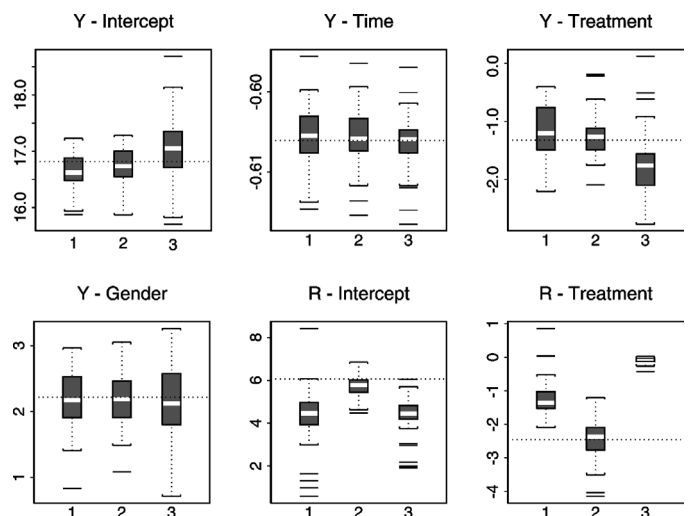 Y - Intercept
Y - Time
Y - Treatment
18.0
17.0
16.0
1 2 3
-0.60
-0.61
1 2 3
0.0
-1.0
-2.0
1 2 3
Y - Gender
R - Intercept
R - Treatment
3
2
1
1 2 3
8
6
4
2
1 2 3
1
0
-1
-2
-3
-4
1 2 3